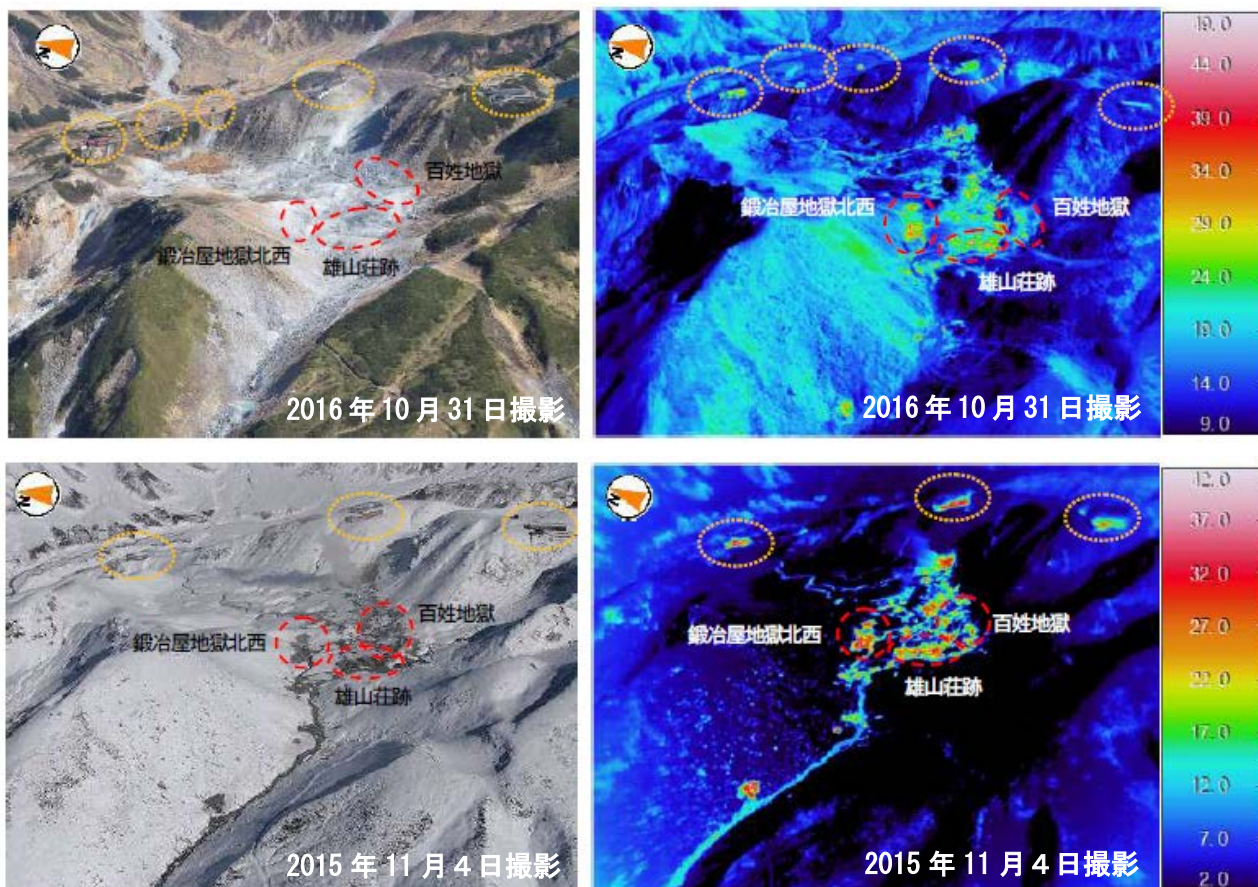 N
N
49.0
44.0
39.0
34.0
29.0
24.0
19.0
14.0
9.0
百姓地獄
鍛冶屋地獄北西
雄山荘跡
2016年10月31日撮影
鍛冶屋地獄北西
百姓地獄
雄山荘跡
2016年10月31日撮影
N
N
42.0
37.0
32.0
27.0
22.0
17.0
12.0
7.0
2.0
百姓地獄
鍛冶屋地獄北西
雄山荘跡
2015年11月4日撮影
鍛冶屋地獄北西
百姓地獄
雄山荘跡
2015年11月4日撮影